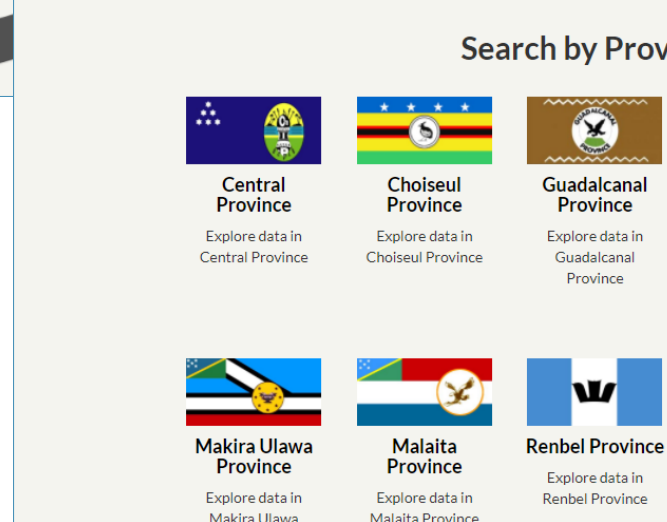 Search by Prov
Central
Province
Explore data in
Central Province
Choiseul
Province
Explore data in
Choiseul Province
GUADALCANAL
PROVINCE
Guadalcanal
Province
Explore data in
Guadalcanal
Province
Makira Ulawa
Province
Explore data in
Makira Ulawa
Malaita
Province
Explore data in
Malaita Province
Renbel Province
Explore data in
Renbel Province